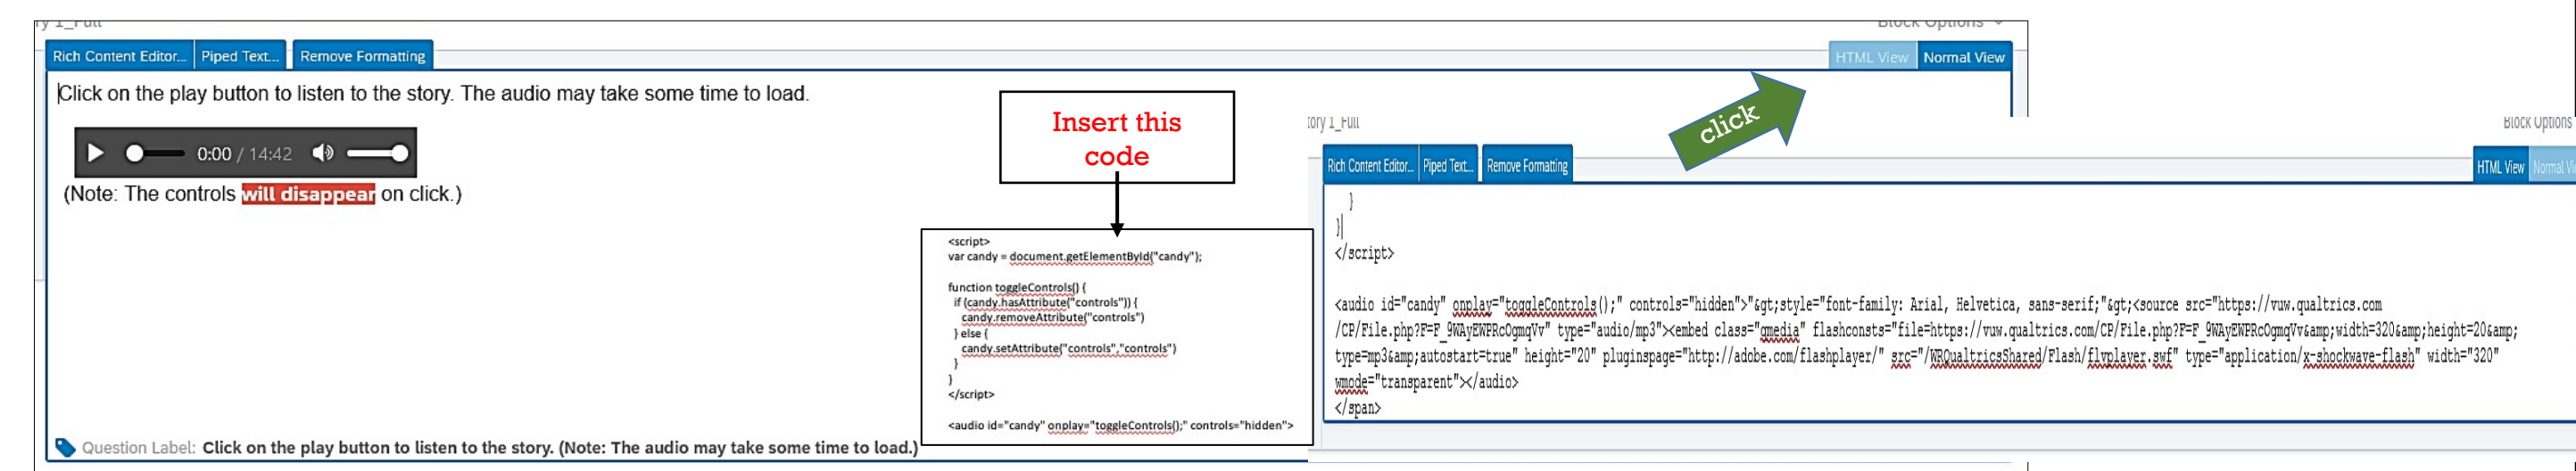 ry 1_Full
Block Options
Rich Content Editor... Piped Text... Remove Formatting
HTML View Normal View
Click on the play button to listen to the story. The audio may take some time to load.
0:00 / 14:42
(Note: The controls will disappear on click.)
Question Label: Click on the play button to listen to the story. (Note: The audio may take some time to load.)
Insert this
code
<script>
var candy = document.getElementById("candy");
function toggleControls() {
if (candy.hasAttribute("controls")) {
candy.removeAttribute("controls")
} else {
candy.setAttribute("controls","controls")
}
}
</script>
<audio id="candy" onplay="toggleControls();" controls="hidden">
click
tory 1_Full
Block Options
Rich Content Editor... Piped Text... Remove Formatting
HTML View Normal Vie
}
}
</script>
<audio id="candy" onplay="toggleControls();" controls="hidden">"&gt;style="font-family: Arial, Helvetica, sans-serif;"&gt;<source src="https://vuw.qualtrics.com
/CP/File.php?F=F_9WAyEWPRcOgmqVv" type="audio/mp3"><embed class="qmedia" flashconsts="file=https://vuw.qualtrics.com/CP/File.php?F=F_9WAyEWPRcOgmqVv&amp;width=320&amp;height=20&amp;
type=mp3&amp;autostart=true" height="20" pluginspage="http://adobe.com/flashplayer/" src="/WRQualtricsShared/Flash/flvplayer.swf" type="application/x-shockwave-flash" width="320"
wmode="transparent"></audio>
</span>